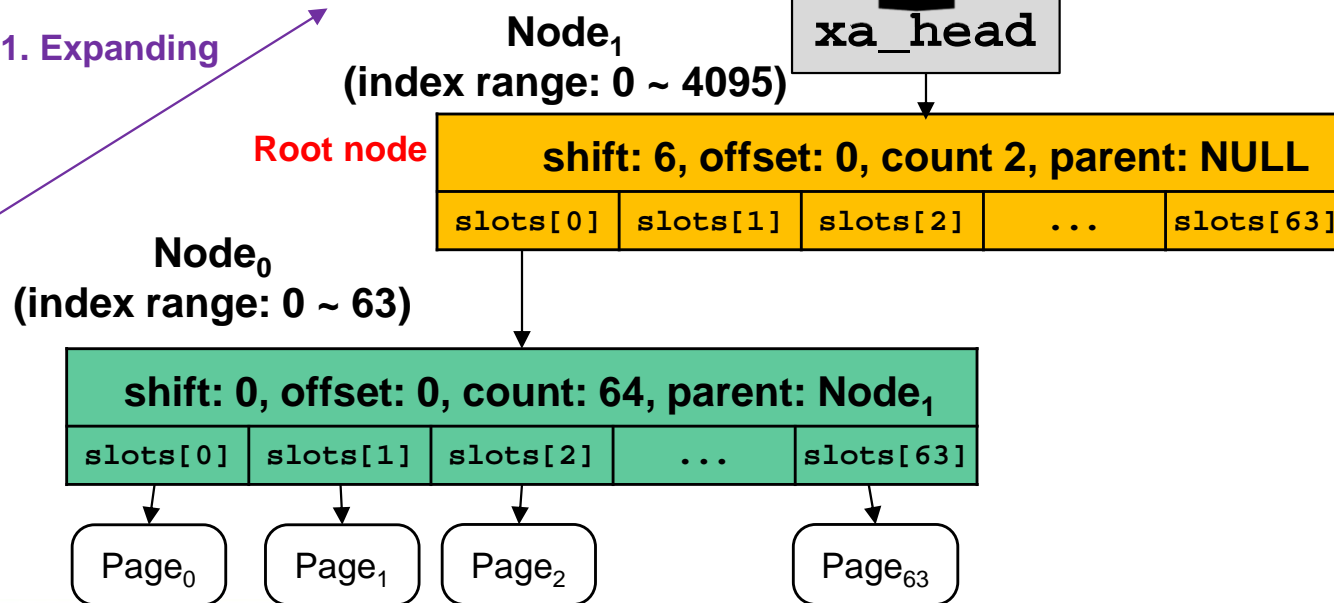 1. Expanding
Node₁
(index range: 0 ~ 4095)
xa_head
Root node
shift: 6, offset: 0, count 2, parent: NULL
slots[0] slots[1] slots[2] ... slots[63]
Node₀
(index range: 0 ~ 63)
shift: 0, offset: 0, count: 64, parent: Node₁
slots[0] slots[1] slots[2] ... slots[63]
Page₀ Page₁ Page₂ Page₆₃